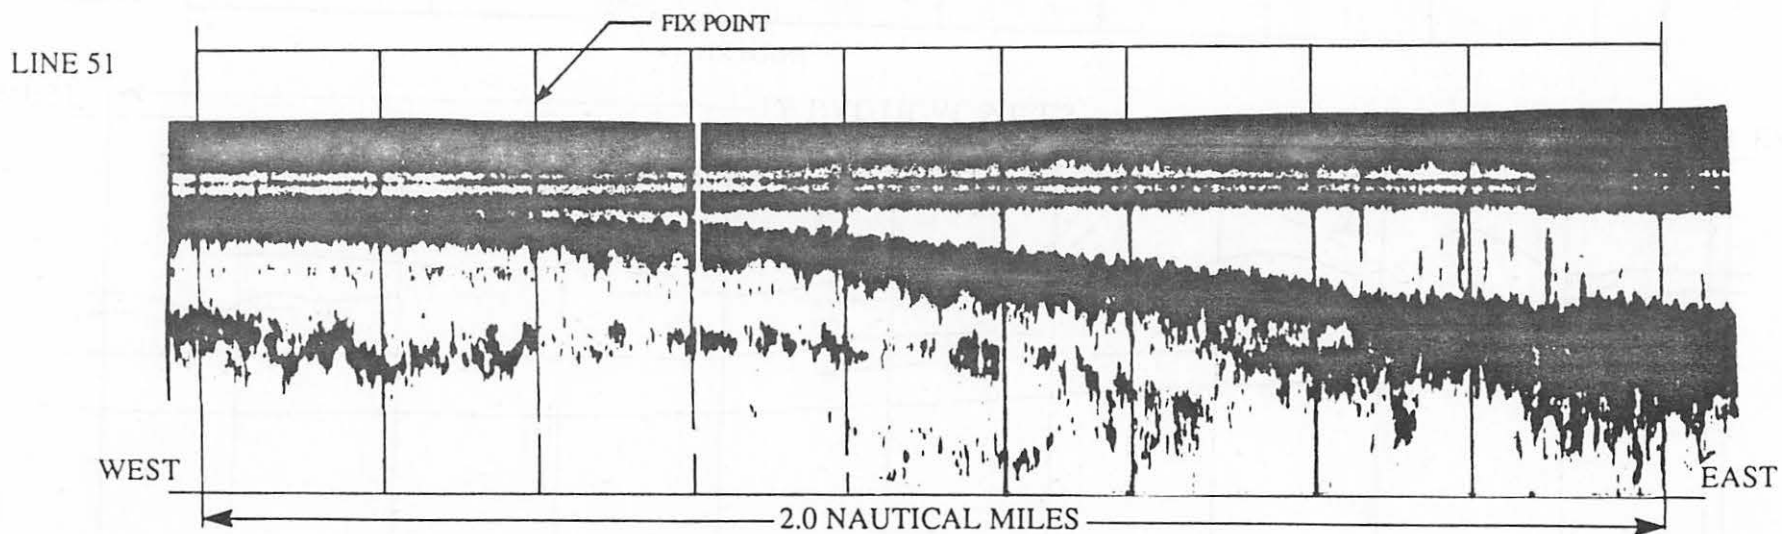 FIX POINT
LINE 51
WEST
EAST
2.0 NAUTICAL MILES